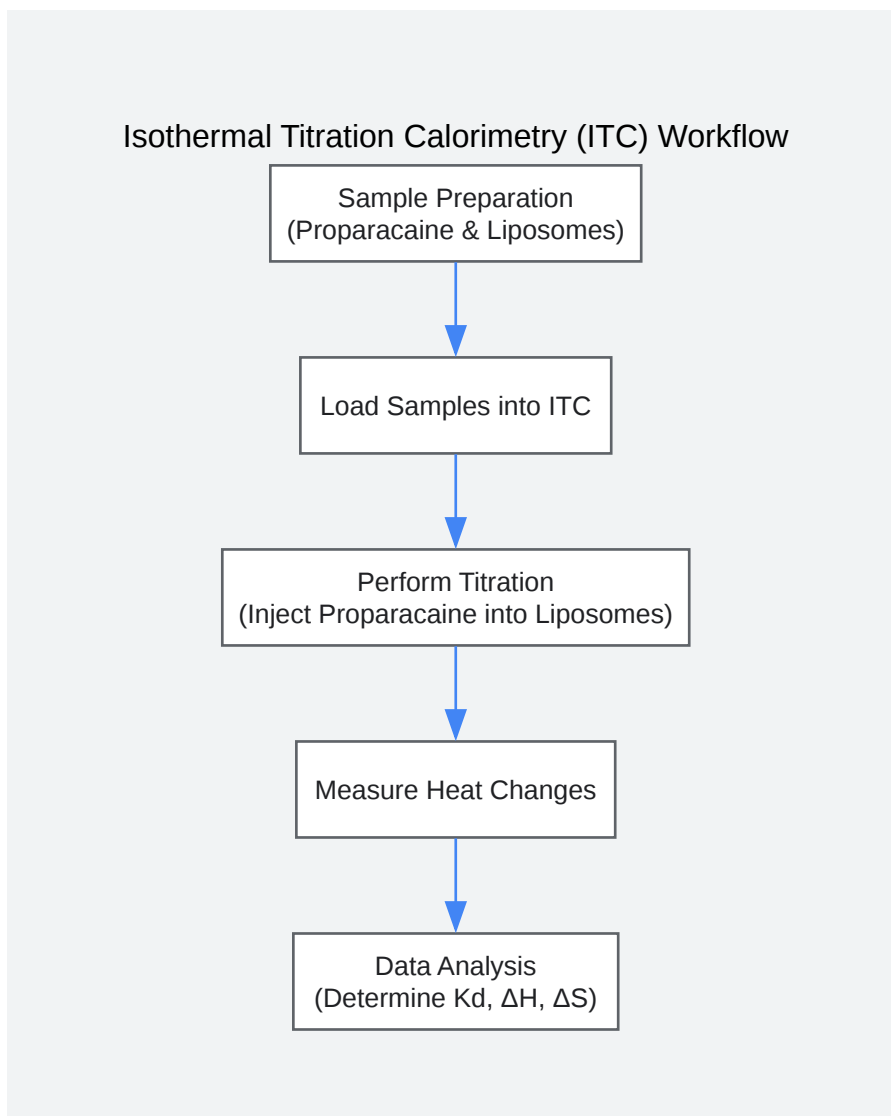 Isothermal Titration Calorimetry (ITC) Workflow
Sample Preparation
(Proparacaine & Liposomes)
Load Samples into ITC
Perform Titration
(Inject Proparacaine into Liposomes)
Measure Heat Changes
Data Analysis
(Determine Kd, ΔH, ΔS)